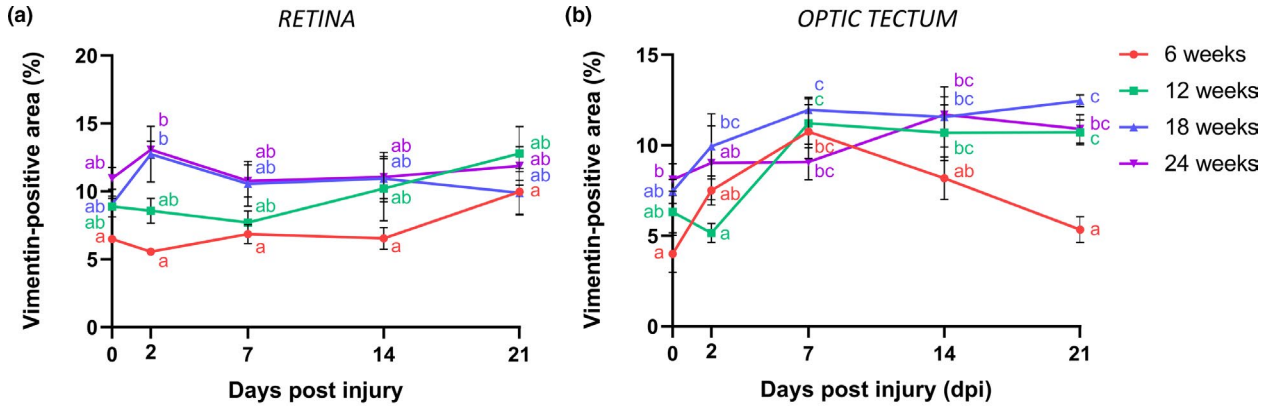 (a)
RETINA
Vimentin-positive area (%)
20
15
10
5
0
ab
ab
ab
a
b
b
ab
a
ab
ab
ab
a
ab
ab
ab
a
ab
ab
ab
a
0
2
7
14
21
Days post injury
(b)
OPTIC TECTUM
Vimentin-positive area (%)
15
10
5
0
b
ab
ab
a
bc
ab
ab
a
c
c
bc
bc
bc
bc
bc
ab
c
bc
a
0
2
7
14
21
Days post injury (dpi)
6 weeks
12 weeks
18 weeks
24 weeks